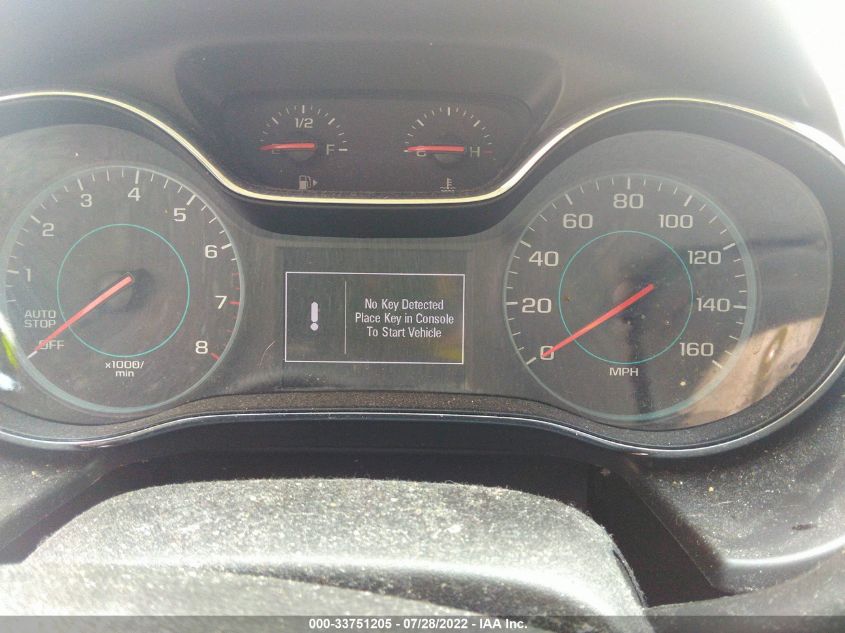 1/2
F
H
1
2
3
4
5
6
7
8
AUTO
STOP
OFF
x1000/
min
No Key Detected
Place Key in Console
To Start Vehicle
0
20
40
60
80
100
120
140
160
MPH
000-33751205 - 07/28/2022 - IAA Inc.